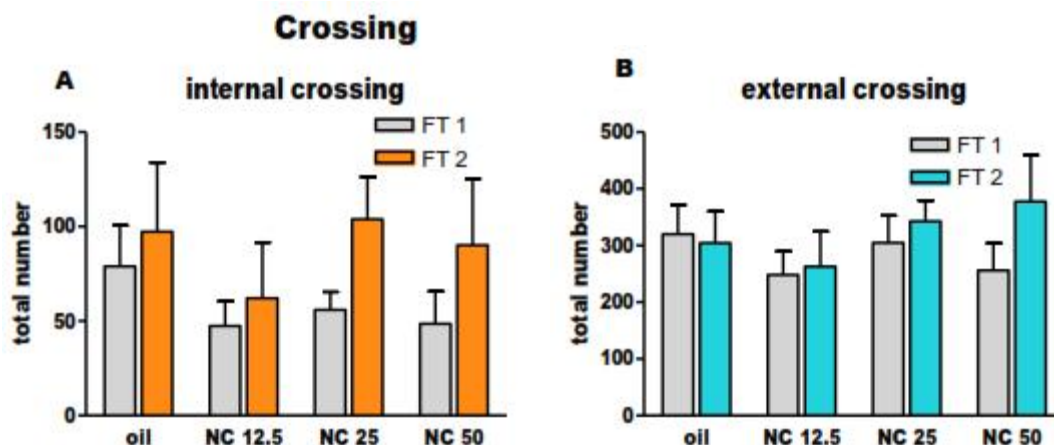 Crossing
A
internal crossing
FT 1
FT 2
150
100
50
0
total number
oil NC 12,5 NC 25 NC 50
B
external crossing
FT 1
FT 2
500
400
300
200
100
0
total number
oil NC 12,5 NC 25 NC 50